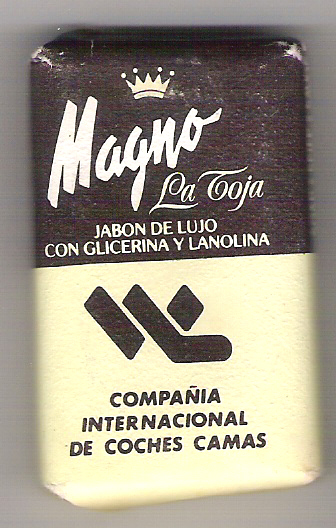 Magno
La Toja
JABON DE LUJO
CON GLICERINA Y LANOLINA
COMPAÑIA
INTERNACIONAL
DE COCHES CAMAS